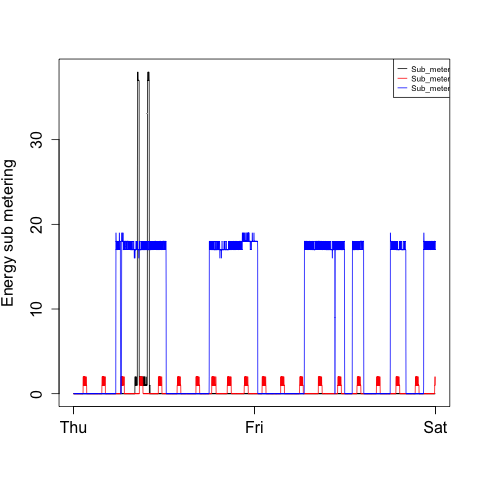 Energy sub metering
30
20
10
0
Thu
Fri
Sat
Sub_meter
Sub_meter
Sub_meter